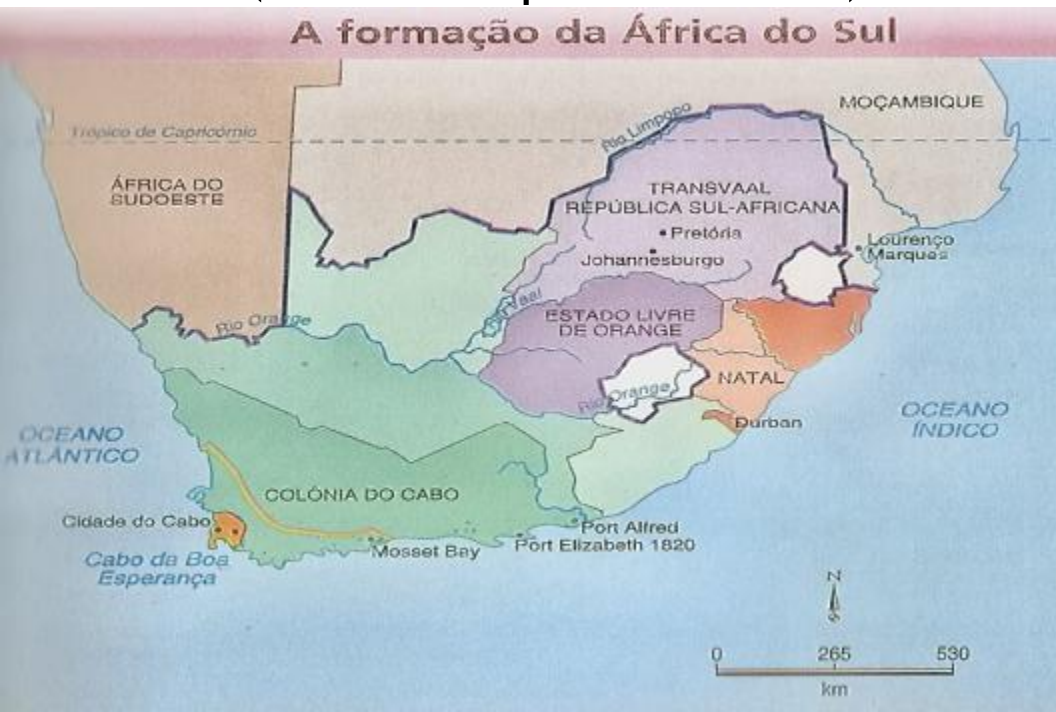 A formação da África do Sul
MOÇAMBIQUE
Trópico de Capricórnio
Rio Limpopo
ÁFRICA DO
SUDOESTE
TRANSVAAL
REPÚBLICA SUL-AFRICANA
Pretória
Lourenço
Marques
Johannesburgo
Vaal
Rio Orange
ESTADO LIVRE
DE ORANGE
NATAL
Rio Orange
Durban
OCEANO
ÍNDICO
OCEANO
ATLÂNTICO
COLÓNIA DO CABO
Cidade do Cabo
Port Alfred
Mosset Bay
Port Elizabeth 1820
Cabo da Boa
Esperança
N
S
0 265 530
km